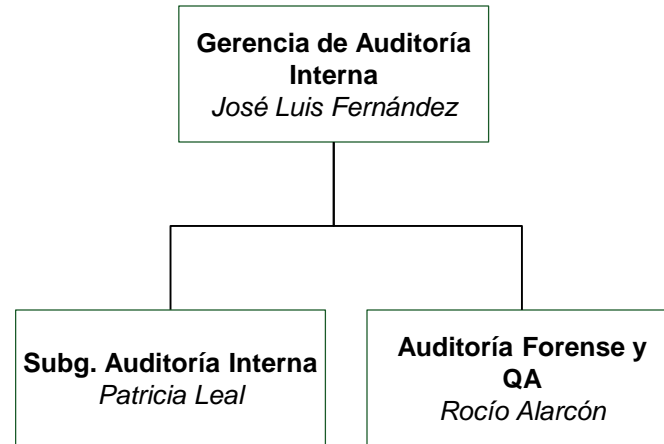 Gerencia de Auditoría
Interna
José Luis Fernández
Subg. Auditoría Interna
Patricia Leal
Auditoría Forense y
QA
Rocío Alarcón